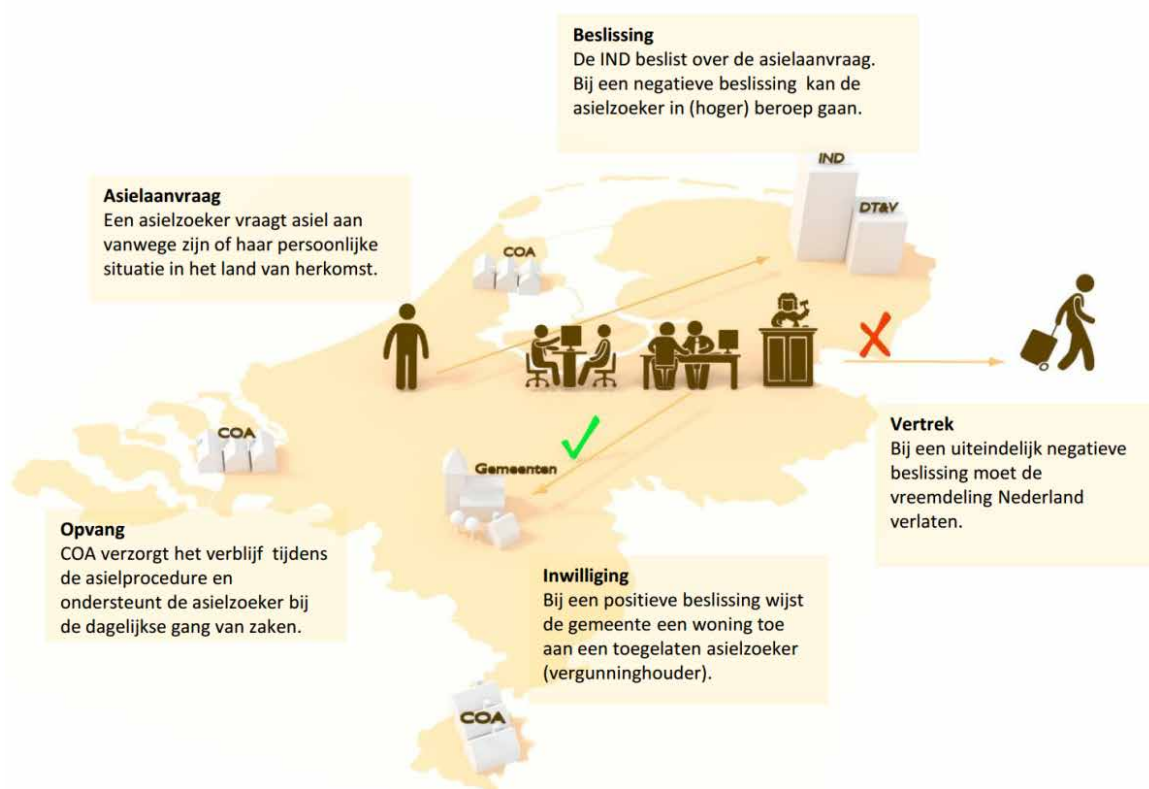 Beslissing
De IND beslist over de asielaanvraag.
Bij een negatieve beslissing kan de
asielzoeker in (hoger) beroep gaan.
IND
DT&V
Asielaanvraag
Een asielzoeker vraagt asiel aan
vanwege zijn of haar persoonlijke
situatie in het land van herkomst.
COA
COA
Gemeenten
Vertrek
Bij een uiteindelijk negatieve
beslissing moet de
vreemdeling Nederland
verlaten.
Opvang
COA verzorgt het verblijf tijdens
de asielprocedure en
ondersteunt de asielzoeker bij
de dagelijkse gang van zaken.
Inwilliging
Bij een positieve beslissing wijst
de gemeente een woning toe
aan een toegelaten asielzoeker
(vergunninghouder).
COA